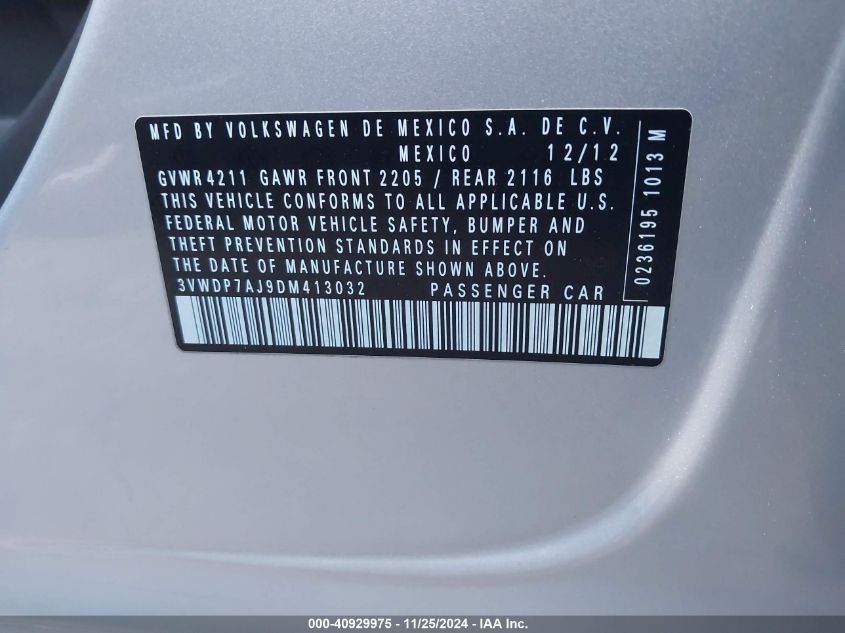 MFD BY VOLKSWAGEN DE MEXICO S.A. DE C.V.
MEXICO 12/12
GVWR 4211 GAWR FRONT 2205 / REAR 2116 LBS
THIS VEHICLE CONFORMS TO ALL APPLICABLE U.S.
FEDERAL MOTOR VEHICLE SAFETY, BUMPER AND
THEFT PREVENTION STANDARDS IN EFFECT ON
THE DATE OF MANUFACTURE SHOWN ABOVE.
3VWDP7AJ9DM413032 PASSENGER CAR
0236195 1013 M
000-40929975 - 11/25/2024 - IAA Inc.